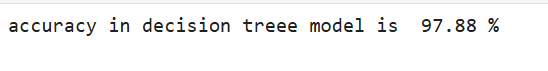 accuracy in decision treee model is  97.88 %